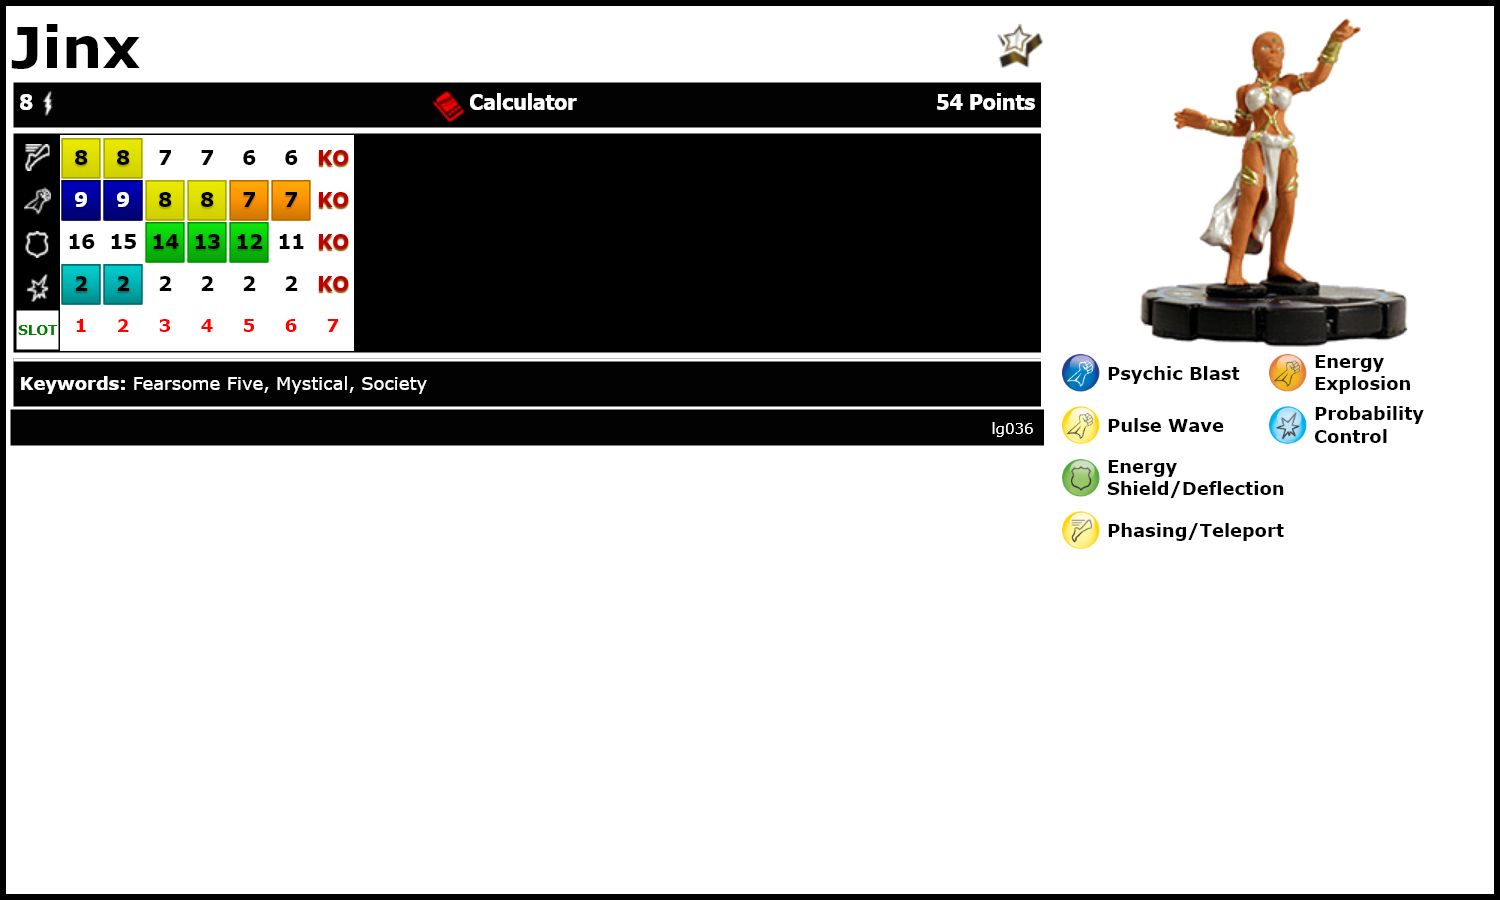 Jinx
8 Calculator 54 Points
8 8 7 7 6 6 KO
9 9 8 8 7 7 KO
16 15 14 13 12 11 KO
2 2 2 2 2 2 KO
SLOT 1 2 3 4 5 6 7
Keywords: Fearsome Five, Mystical, Society
lg036
Psychic Blast
Energy
Explosion
Pulse Wave
Probability
Control
Energy
Shield/Deflection
Phasing/Teleport